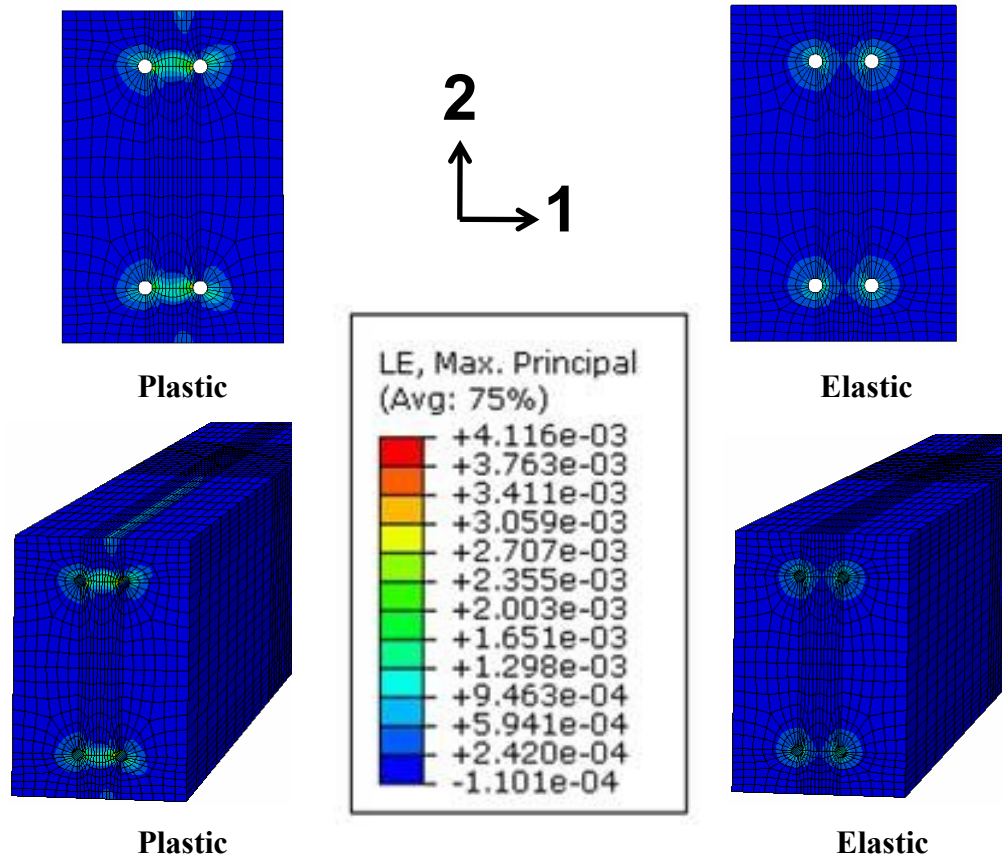 2
1
Plastic
Elastic
LE, Max. Principal
(Avg: 75%)
+4.116e-03
+3.763e-03
+3.411e-03
+3.059e-03
+2.707e-03
+2.355e-03
+2.003e-03
+1.651e-03
+1.298e-03
+9.463e-04
+5.941e-04
+2.420e-04
-1.101e-04
Plastic
Elastic